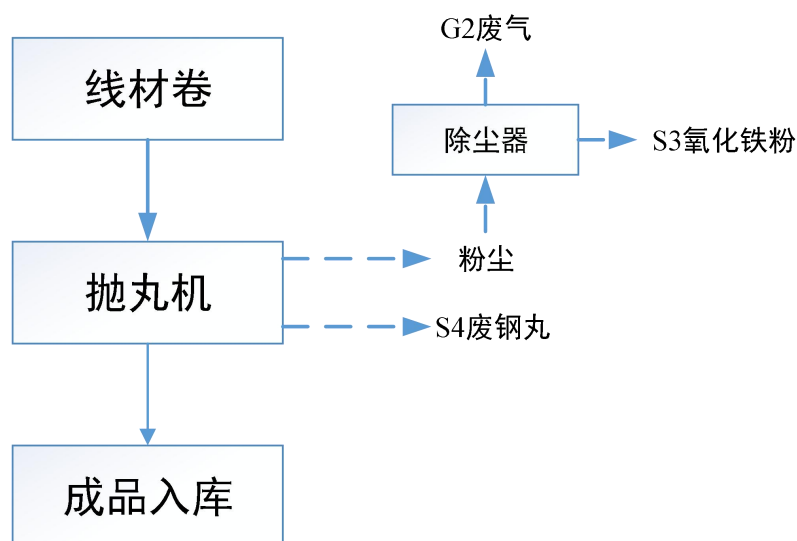 G2废气
线材卷
除尘器
S3氧化铁粉
粉尘
抛丸机
S4废钢丸
成品入库